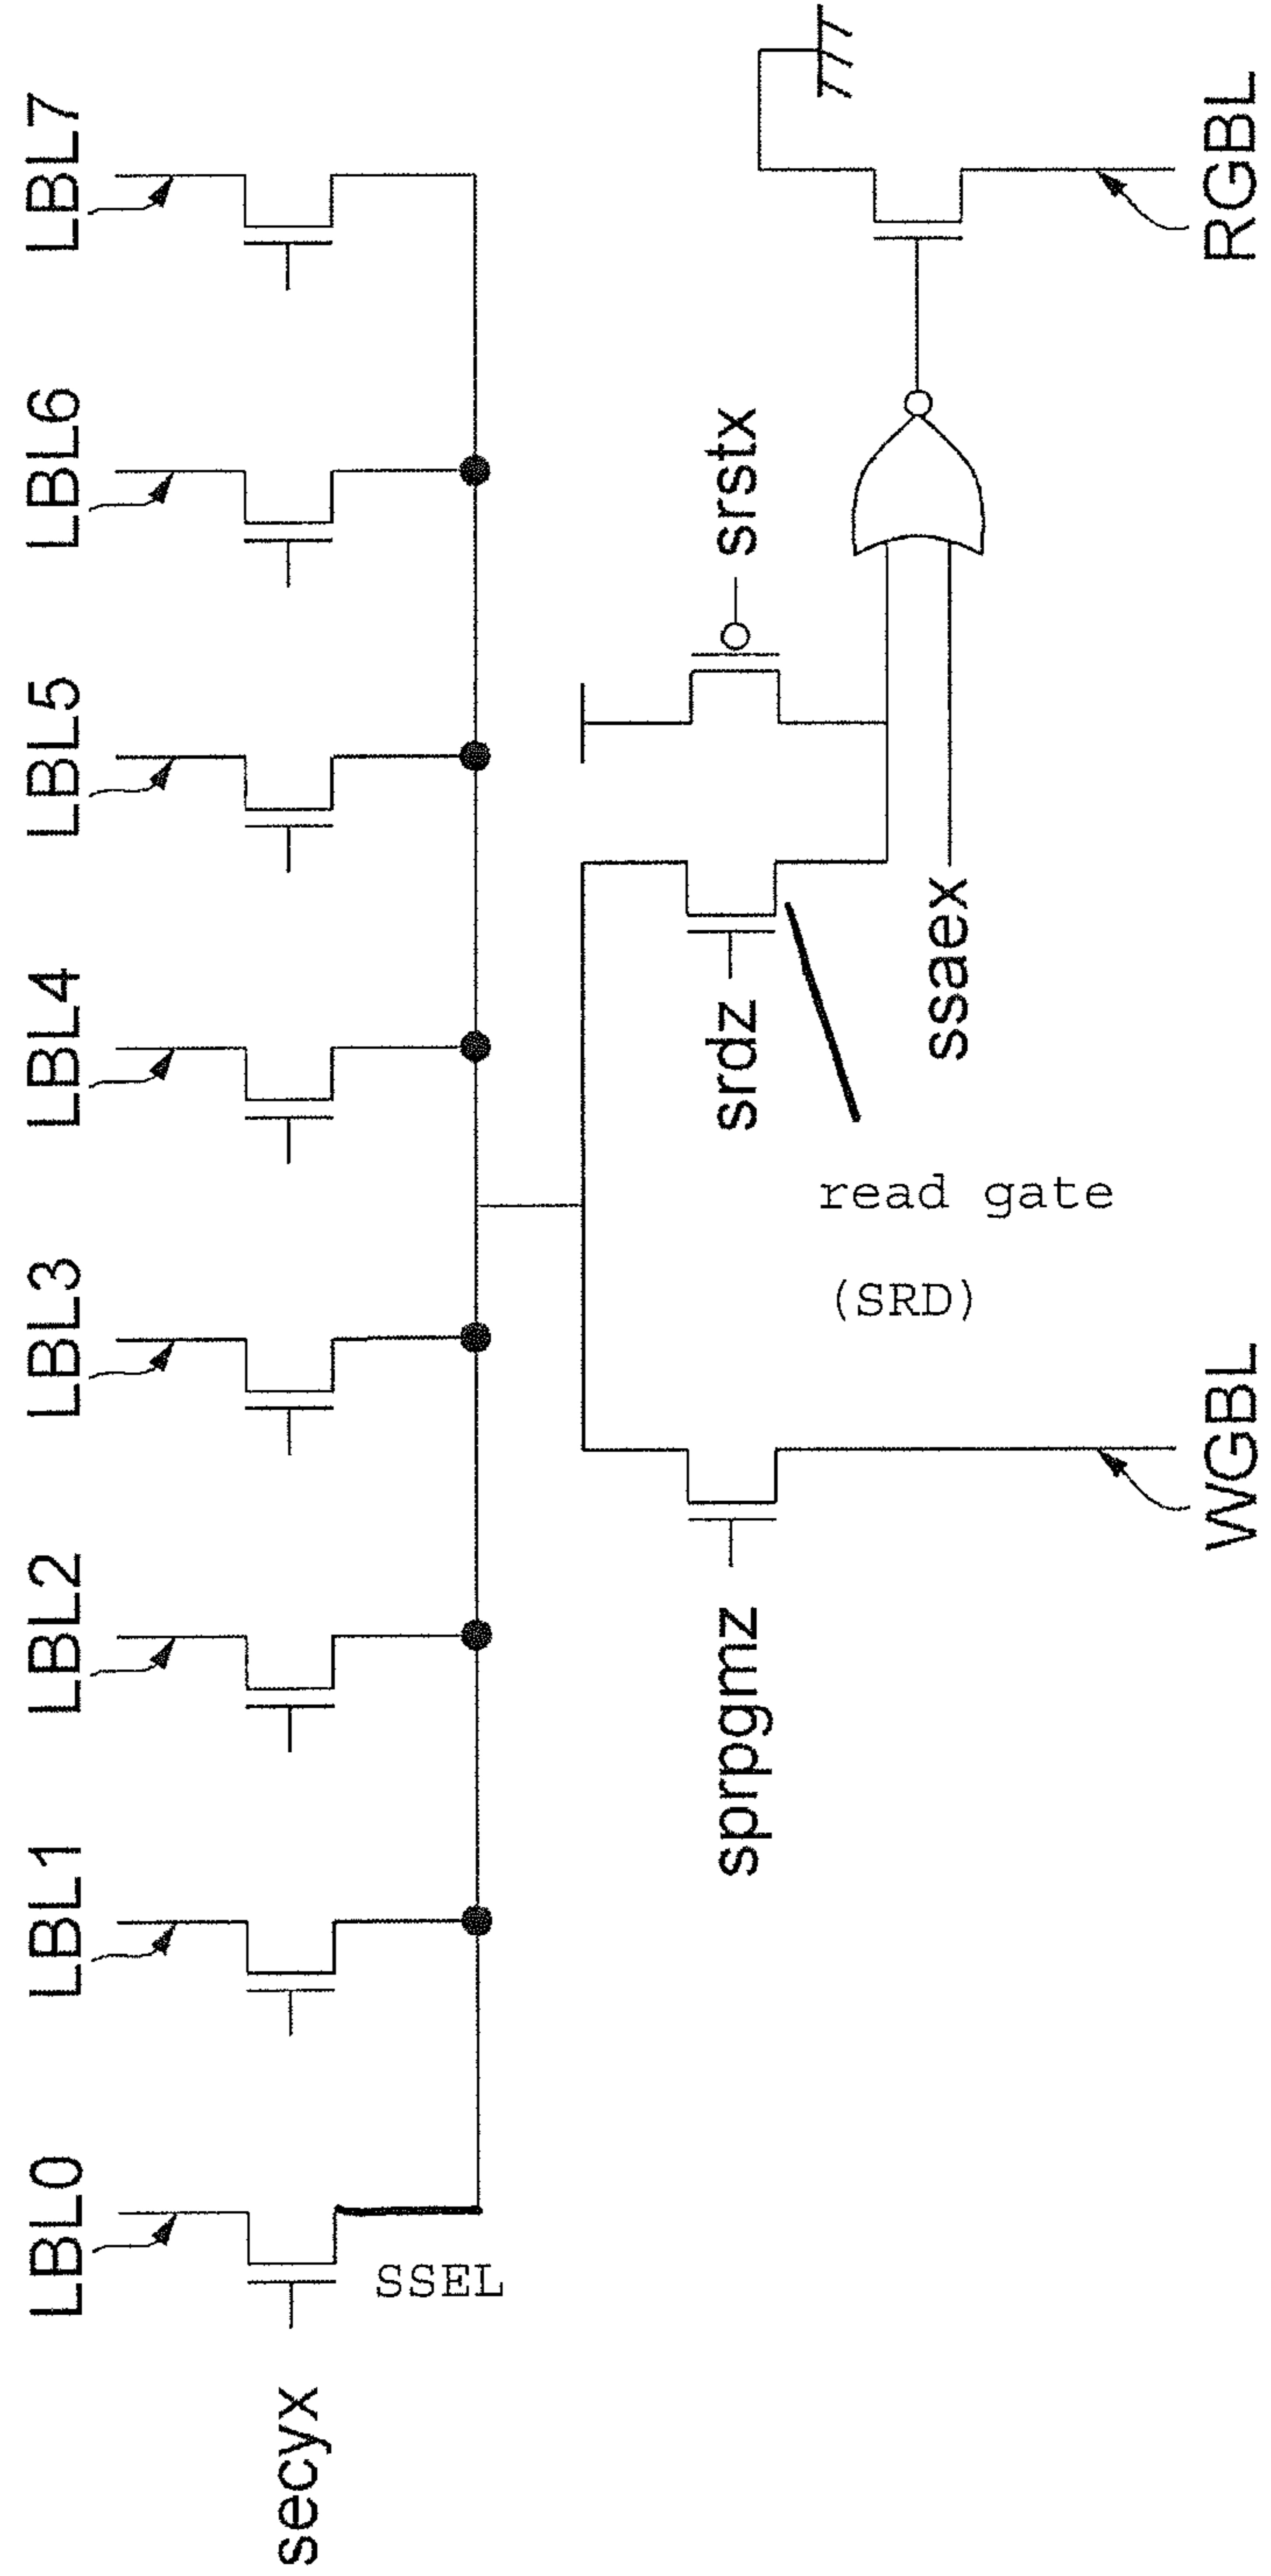 LBL0
LBL1
LBL2
LBL3
LBL4
LBL5
LBL6
LBL7
secyx
SSEL
sprpgmz
srdz
srstx
ssaex
read gate
(SRD)
WGBL
RGBL